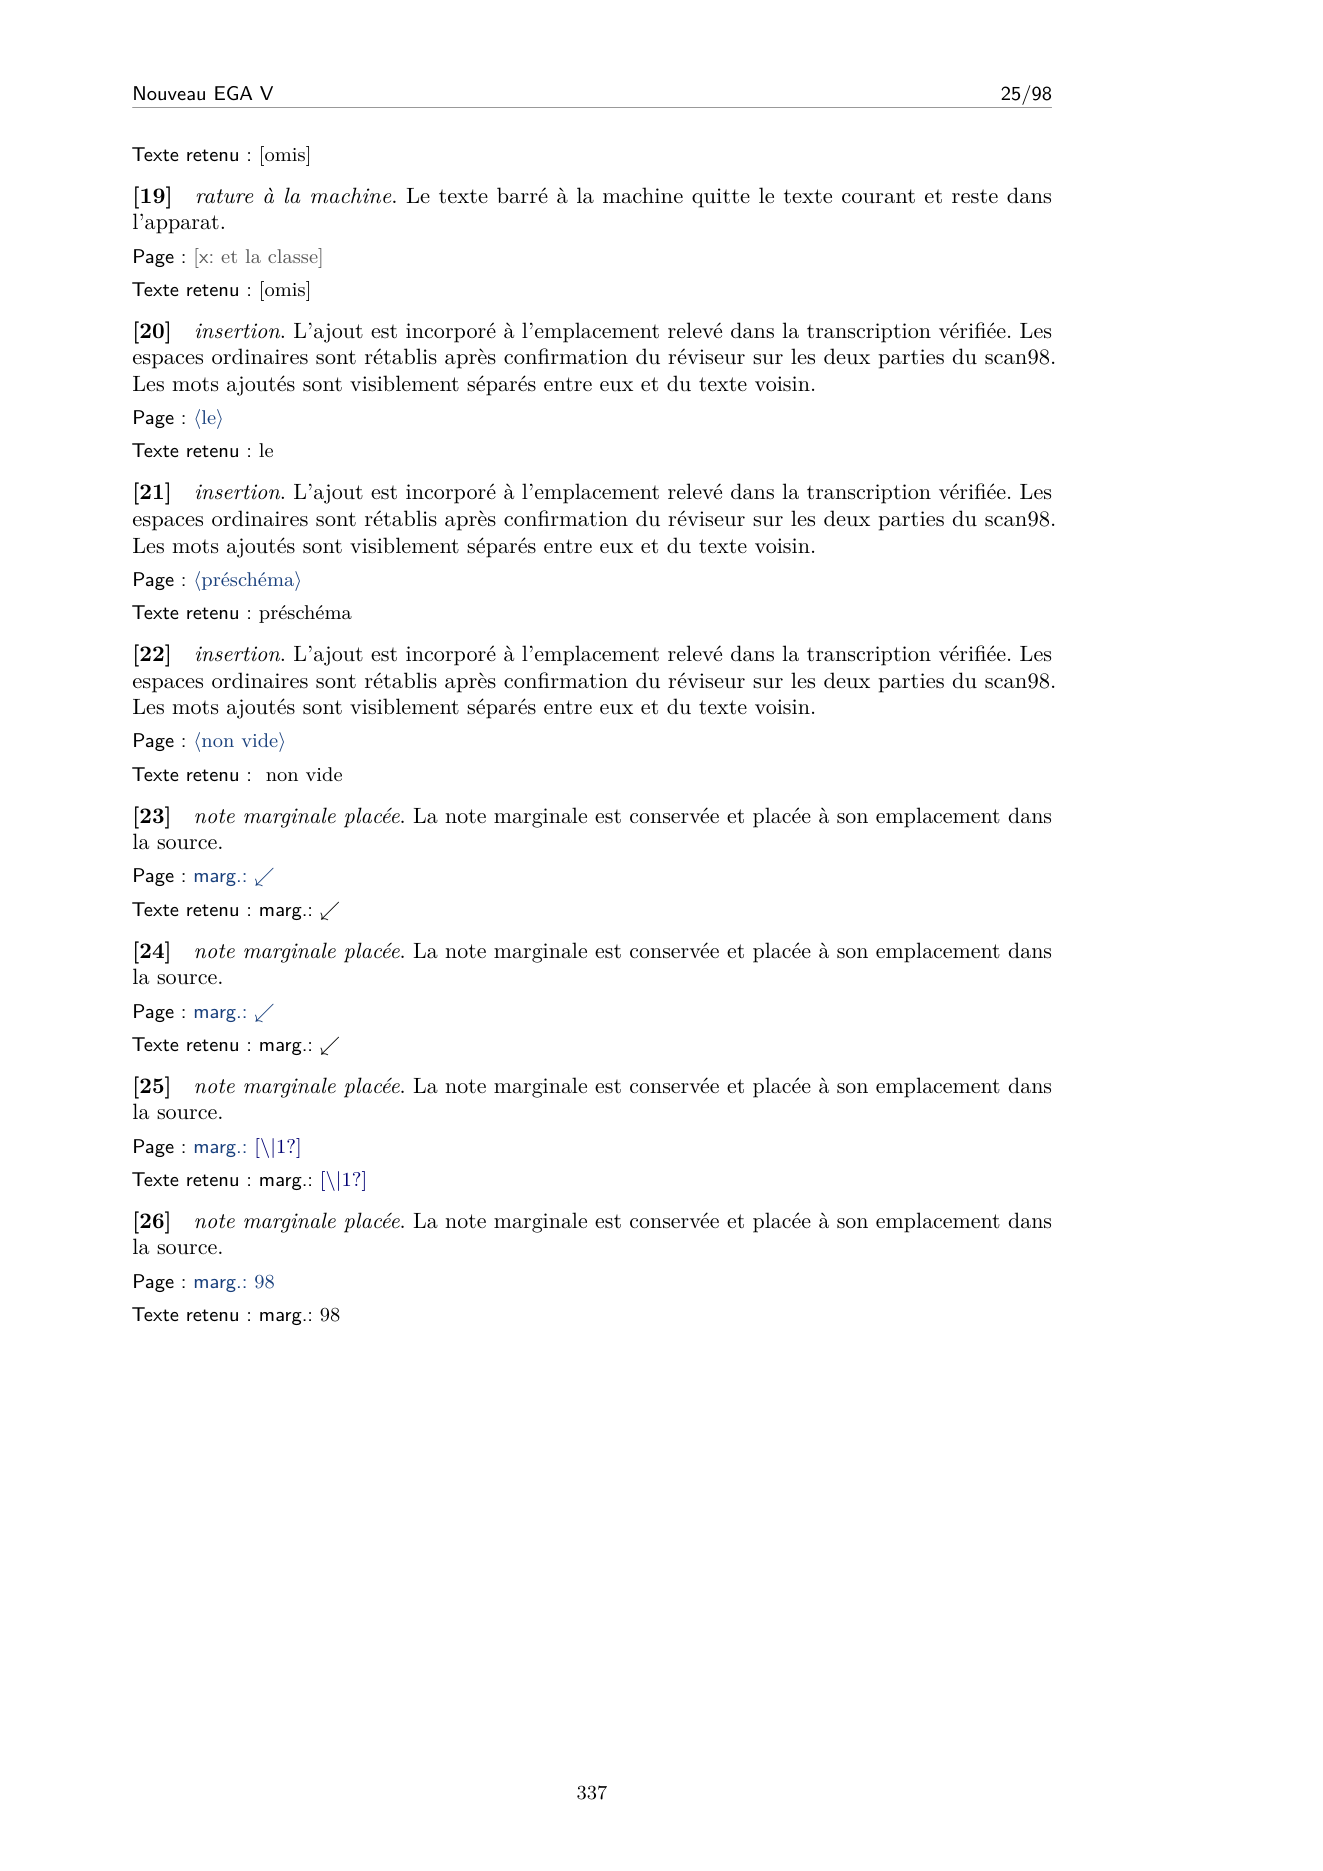 Nouveau EGA V 25/98
Texte retenu : [omis]
[19] rature à la machine. Le texte barré à la machine quitte le texte courant et reste dans
l'apparat.
Page : [x: et la classe]
Texte retenu : [omis]
[20] insertion. L'ajout est incorporé à l'emplacement relevé dans la transcription vérifiée. Les
espaces ordinaires sont rétablis après confirmation du réviseur sur les deux parties du scan98.
Les mots ajoutés sont visiblement séparés entre eux et du texte voisin.
Page : ⟨le⟩
Texte retenu : le
[21] insertion. L'ajout est incorporé à l'emplacement relevé dans la transcription vérifiée. Les
espaces ordinaires sont rétablis après confirmation du réviseur sur les deux parties du scan98.
Les mots ajoutés sont visiblement séparés entre eux et du texte voisin.
Page : ⟨préschéma⟩
Texte retenu : préschéma
[22] insertion. L'ajout est incorporé à l'emplacement relevé dans la transcription vérifiée. Les
espaces ordinaires sont rétablis après confirmation du réviseur sur les deux parties du scan98.
Les mots ajoutés sont visiblement séparés entre eux et du texte voisin.
Page : ⟨non vide⟩
Texte retenu : non vide
[23] note marginale placée. La note marginale est conservée et placée à son emplacement dans
la source.
Page : marg.: ↙
Texte retenu : marg.: ↙
[24] note marginale placée. La note marginale est conservée et placée à son emplacement dans
la source.
Page : marg.: ↙
Texte retenu : marg.: ↙
[25] note marginale placée. La note marginale est conservée et placée à son emplacement dans
la source.
Page : marg.: [\|1?]
Texte retenu : marg.: [\|1?]
[26] note marginale placée. La note marginale est conservée et placée à son emplacement dans
la source.
Page : marg.: 98
Texte retenu : marg.: 98
337